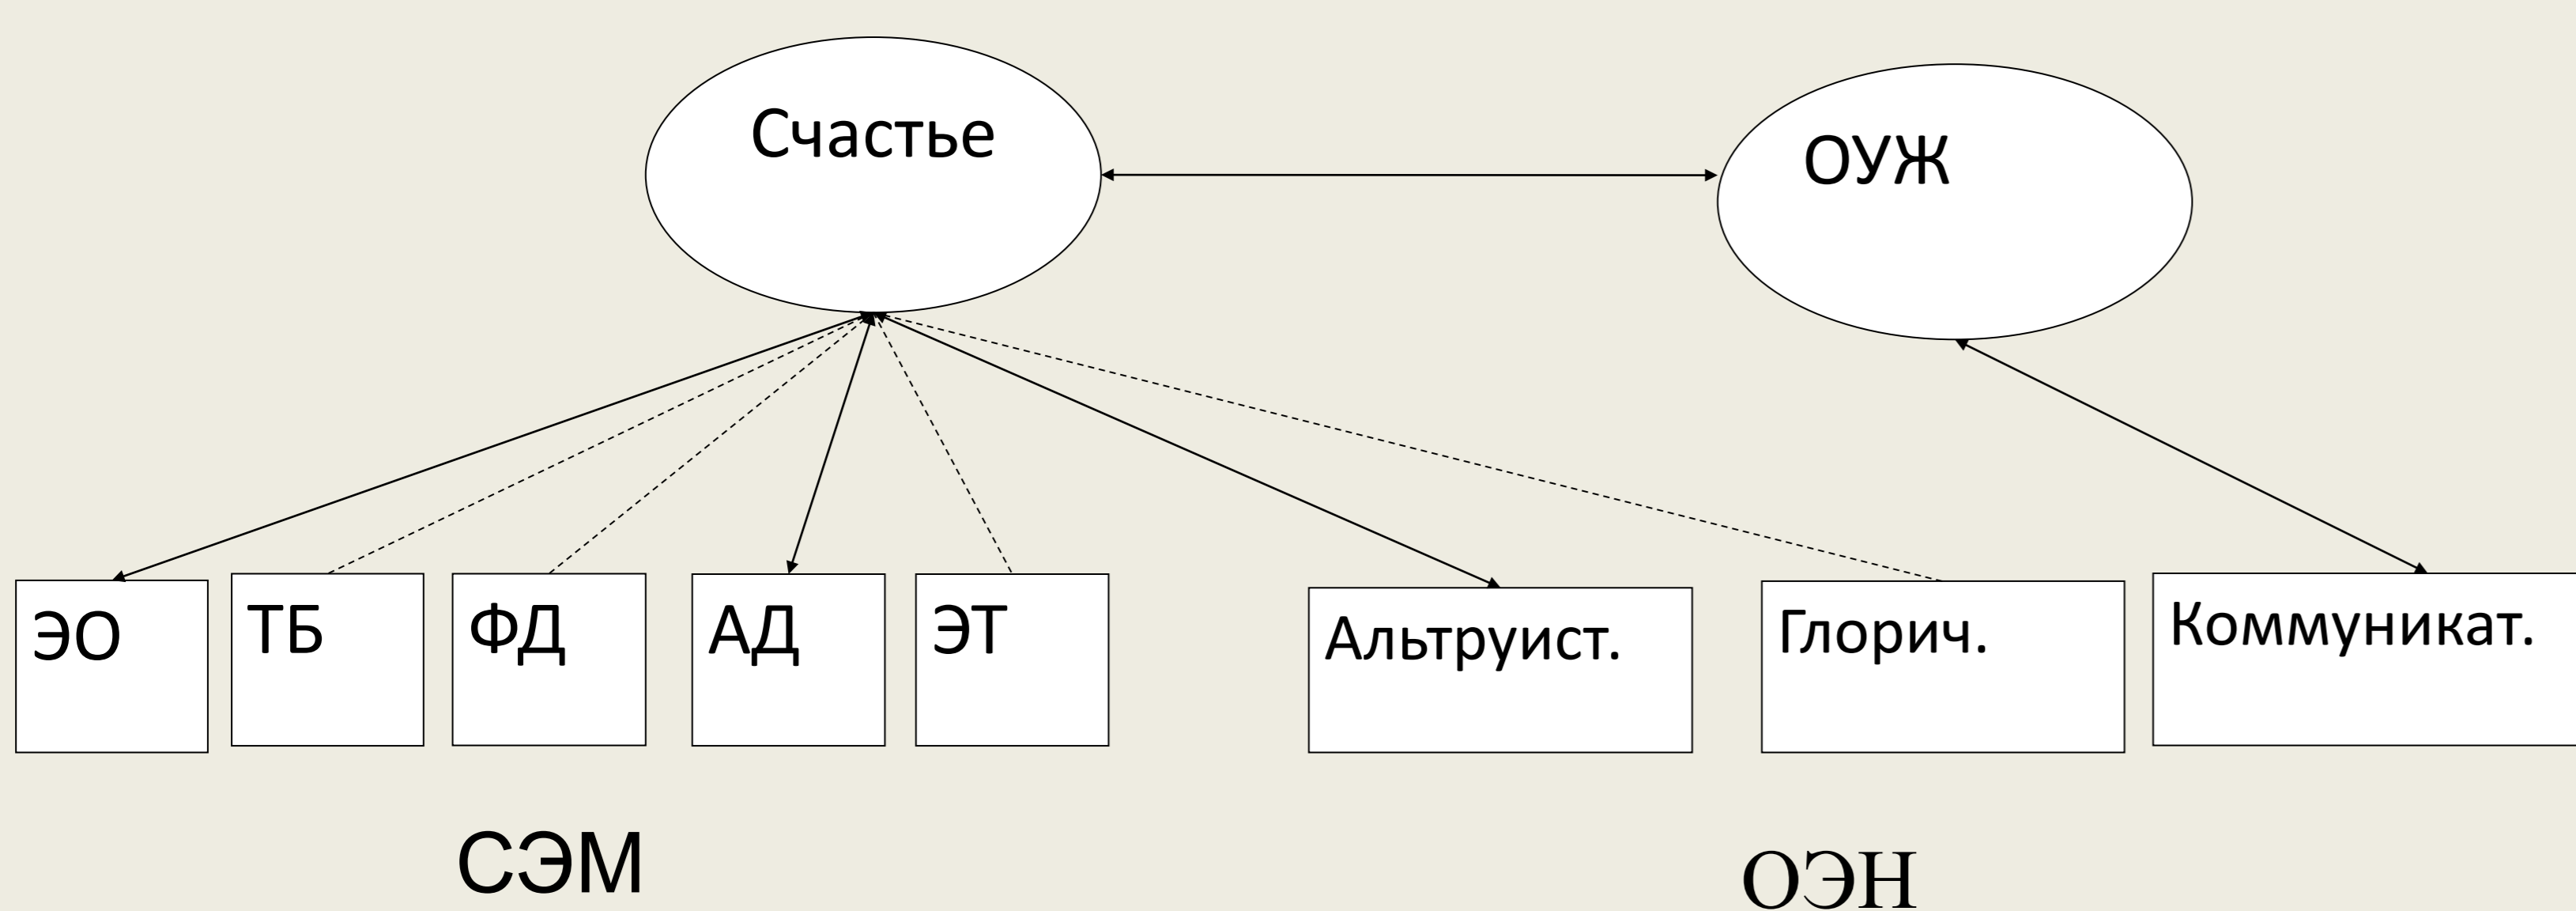 Счастье
ОУЖ
ЭО
ТБ
ФД
АД
ЭТ
Альтруист.
Глорич.
Коммуникат.
СЭМ
ОЭН